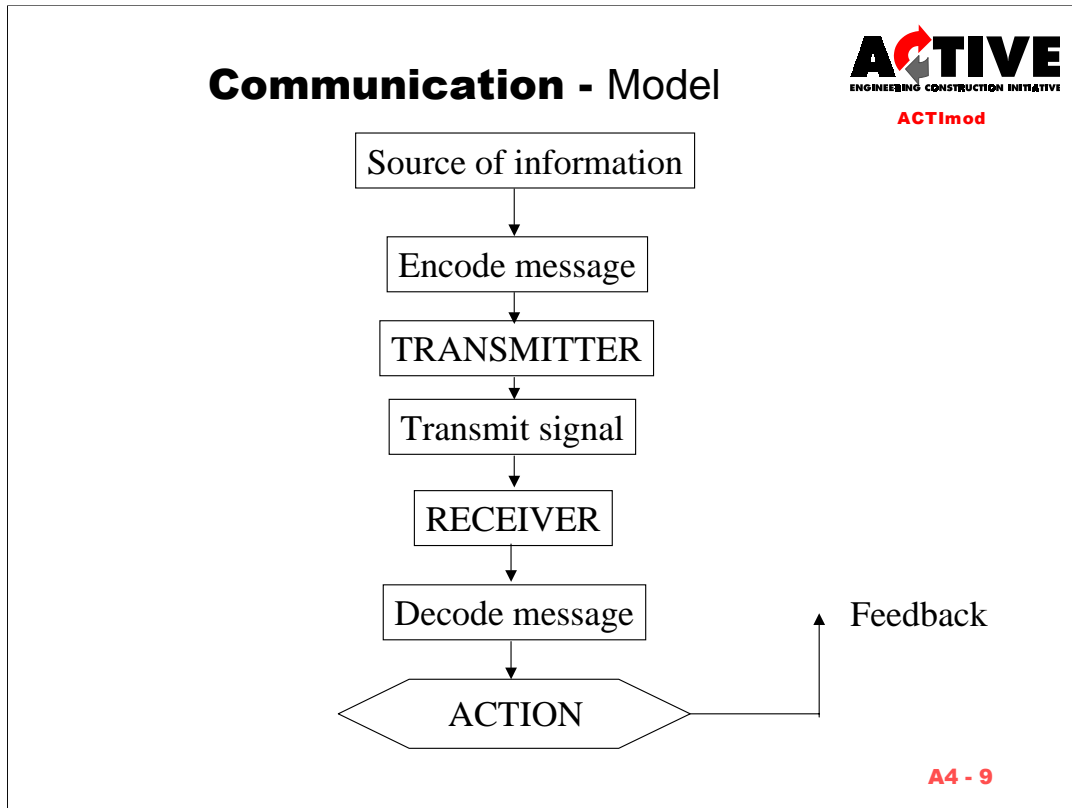 Communication - Model
ACTIVE
ENGINEERING CONSTRUCTION INITIATIVE
ACTImod
Source of information
Encode message
TRANSMITTER
Transmit signal
RECEIVER
Decode message
Feedback
ACTION
A4 - 9